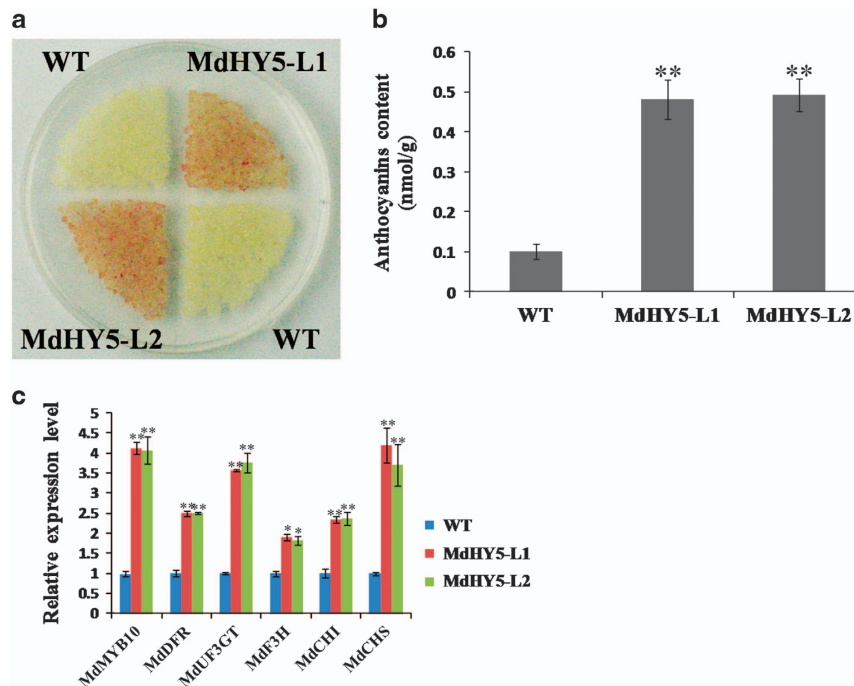 a
WT
MdHY5-L1
MdHY5-L2
WT
b
Anthocyanins content
(nmol/g)
0.6
0.5
0.4
0.3
0.2
0.1
0
**
**
WT
MdHY5-L1
MdHY5-L2
c
Relative expression level
5
4.5
4
3.5
3
2.5
2
1.5
1
0.5
0
** **
** **
** **
* *
** **
** **
MdMYB10
MdDFR
MdUF3GT
MdF3H
MdCHI
MdCHS
WT
MdHY5-L1
MdHY5-L2